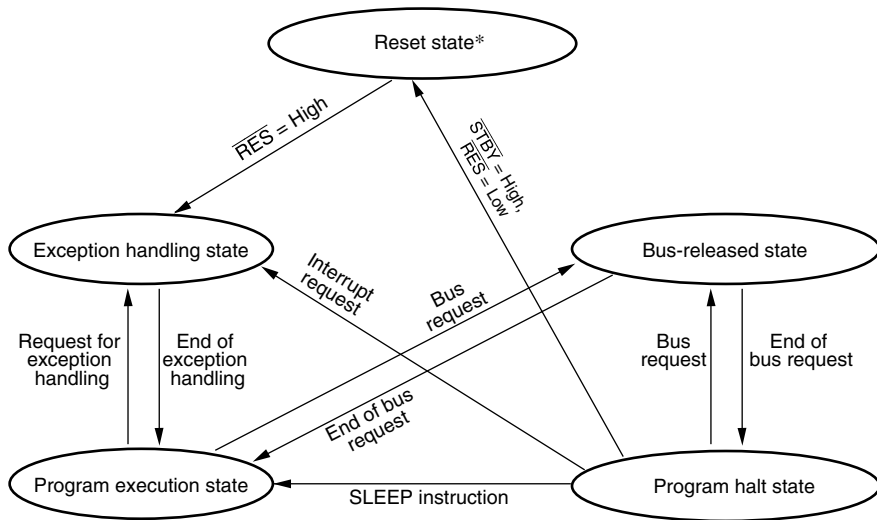 Reset state*
RES = High
STBY = High,
RES = Low
Exception handling state
Bus-released state
Interrupt
request
Bus
request
Request for
exception
handling
End of
exception
handling
Bus
request
End of
bus request
End of bus
request
Program execution state
SLEEP instruction
Program halt state